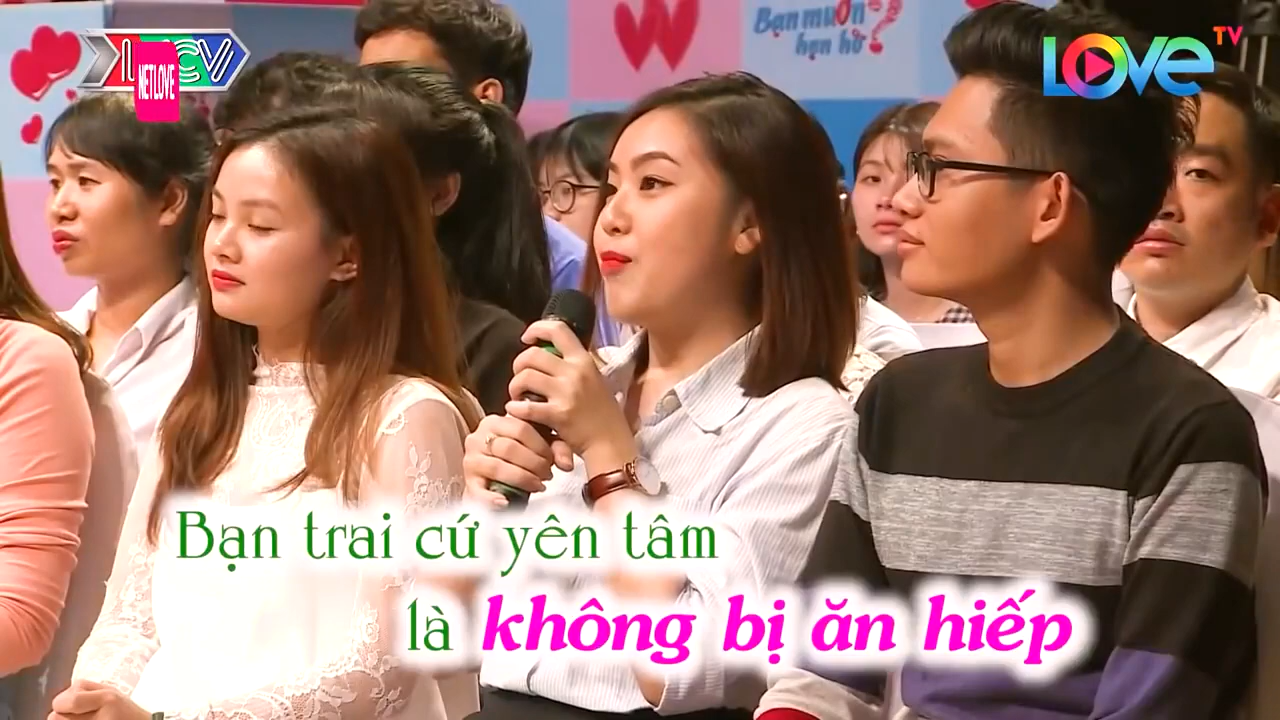 NETLOVE
Bạn muốn
hẹn hò?
LOVE TV
Bạn trai cứ yên tâm
là không bị ăn hiếp